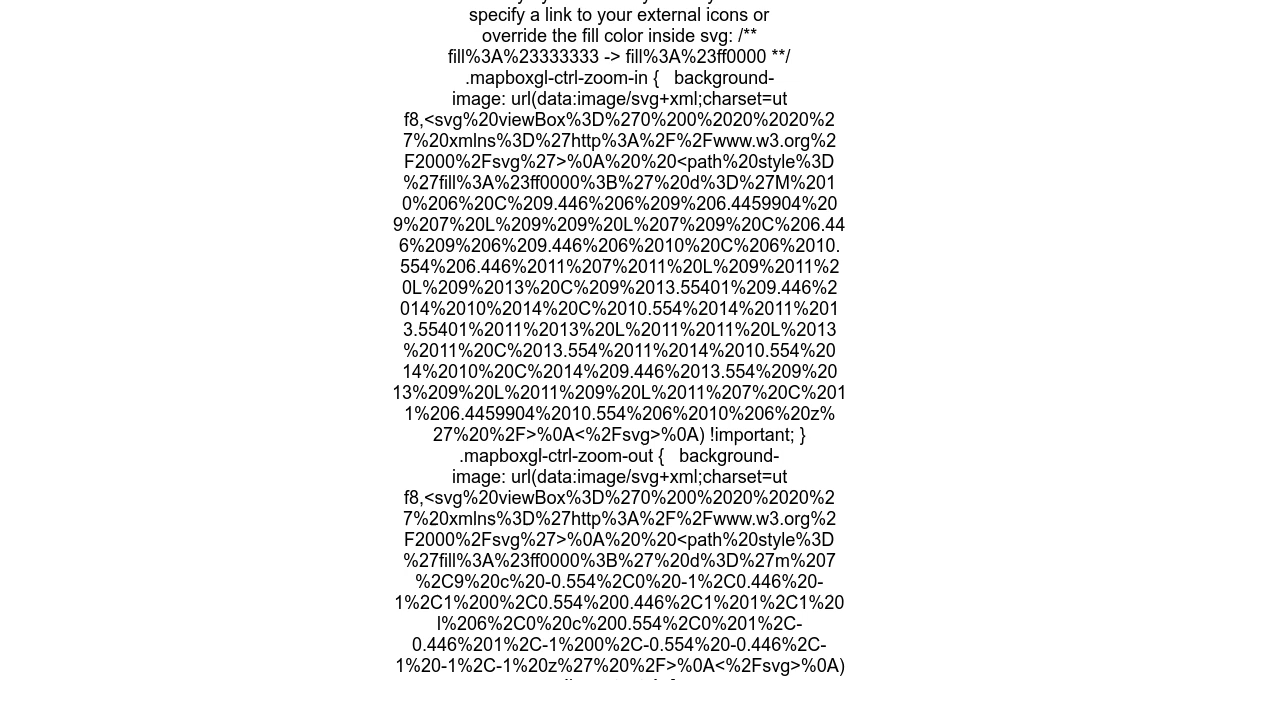 specify a link to your external icons or
override the fill color inside svg: /**
fill%3A%23333333 -> fill%3A%23ff0000 **/
.mapboxgl-ctrl-zoom-in {   background-
image: url(data:image/svg+xml;charset=ut
f8,<svg%20viewBox%3D%270%200%2020%2020%2
7%20xmlns%3D%27http%3A%2F%2Fwww.w3.org%2
F2000%2Fsvg%27>%0A%20%20<path%20style%3D
%27fill%3A%23ff0000%3B%27%20d%3D%27M%201
0%206%20C%209.446%206%209%206.4459904%20
9%207%20L%209%209%20L%207%209%20C%206.44
6%209%206%209.446%206%2010%20C%206%2010.
554%206.446%2011%207%2011%20L%209%2011%2
0L%209%2013%20C%209%2013.55401%209.446%2
014%2010%2014%20C%2010.554%2014%2011%201
3.55401%2011%2013%20L%2011%2011%20L%2013
%2011%20C%2013.554%2011%2014%2010.554%20
14%2010%20C%2014%209.446%2013.554%209%20
13%209%20L%2011%209%20L%2011%207%20C%201
1%206.4459904%2010.554%206%2010%206%20z%
27%20%2F>%0A<%2Fsvg>%0A) !important; }
.mapboxgl-ctrl-zoom-out {   background-
image: url(data:image/svg+xml;charset=ut
f8,<svg%20viewBox%3D%270%200%2020%2020%2
7%20xmlns%3D%27http%3A%2F%2Fwww.w3.org%2
F2000%2Fsvg%27>%0A%20%20<path%20style%3D
%27fill%3A%23ff0000%3B%27%20d%3D%27m%207
%2C9%20c%20-0.554%2C0%20-1%2C0.446%20-
1%2C1%200%2C0.554%200.446%2C1%201%2C1%20
l%206%2C0%20c%200.554%2C0%201%2C-
0.446%201%2C-1%200%2C-0.554%20-0.446%2C-
1%20-1%2C-1%20z%27%20%2F>%0A<%2Fsvg>%0A)